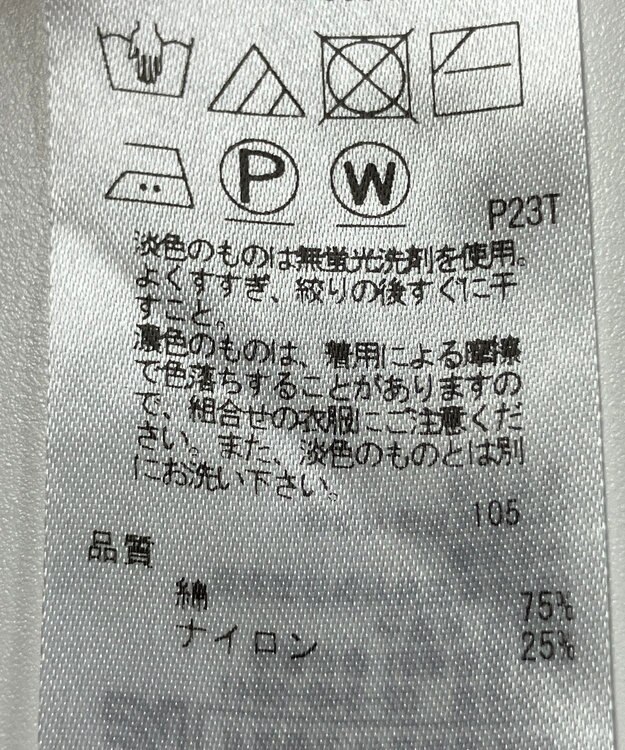 P
W
P23T
淡色のものは無蛍光洗剤を使用。
よくすすぎ、絞りの後すぐに干
すこと。
濃色のものは、着用による摩擦
で色落ちすることがありますの
で、組合せの衣服にご注意くだ
さい。また、淡色のものとは別
にお洗い下さい。
105
品質
綿 75%
ナイロン 25%